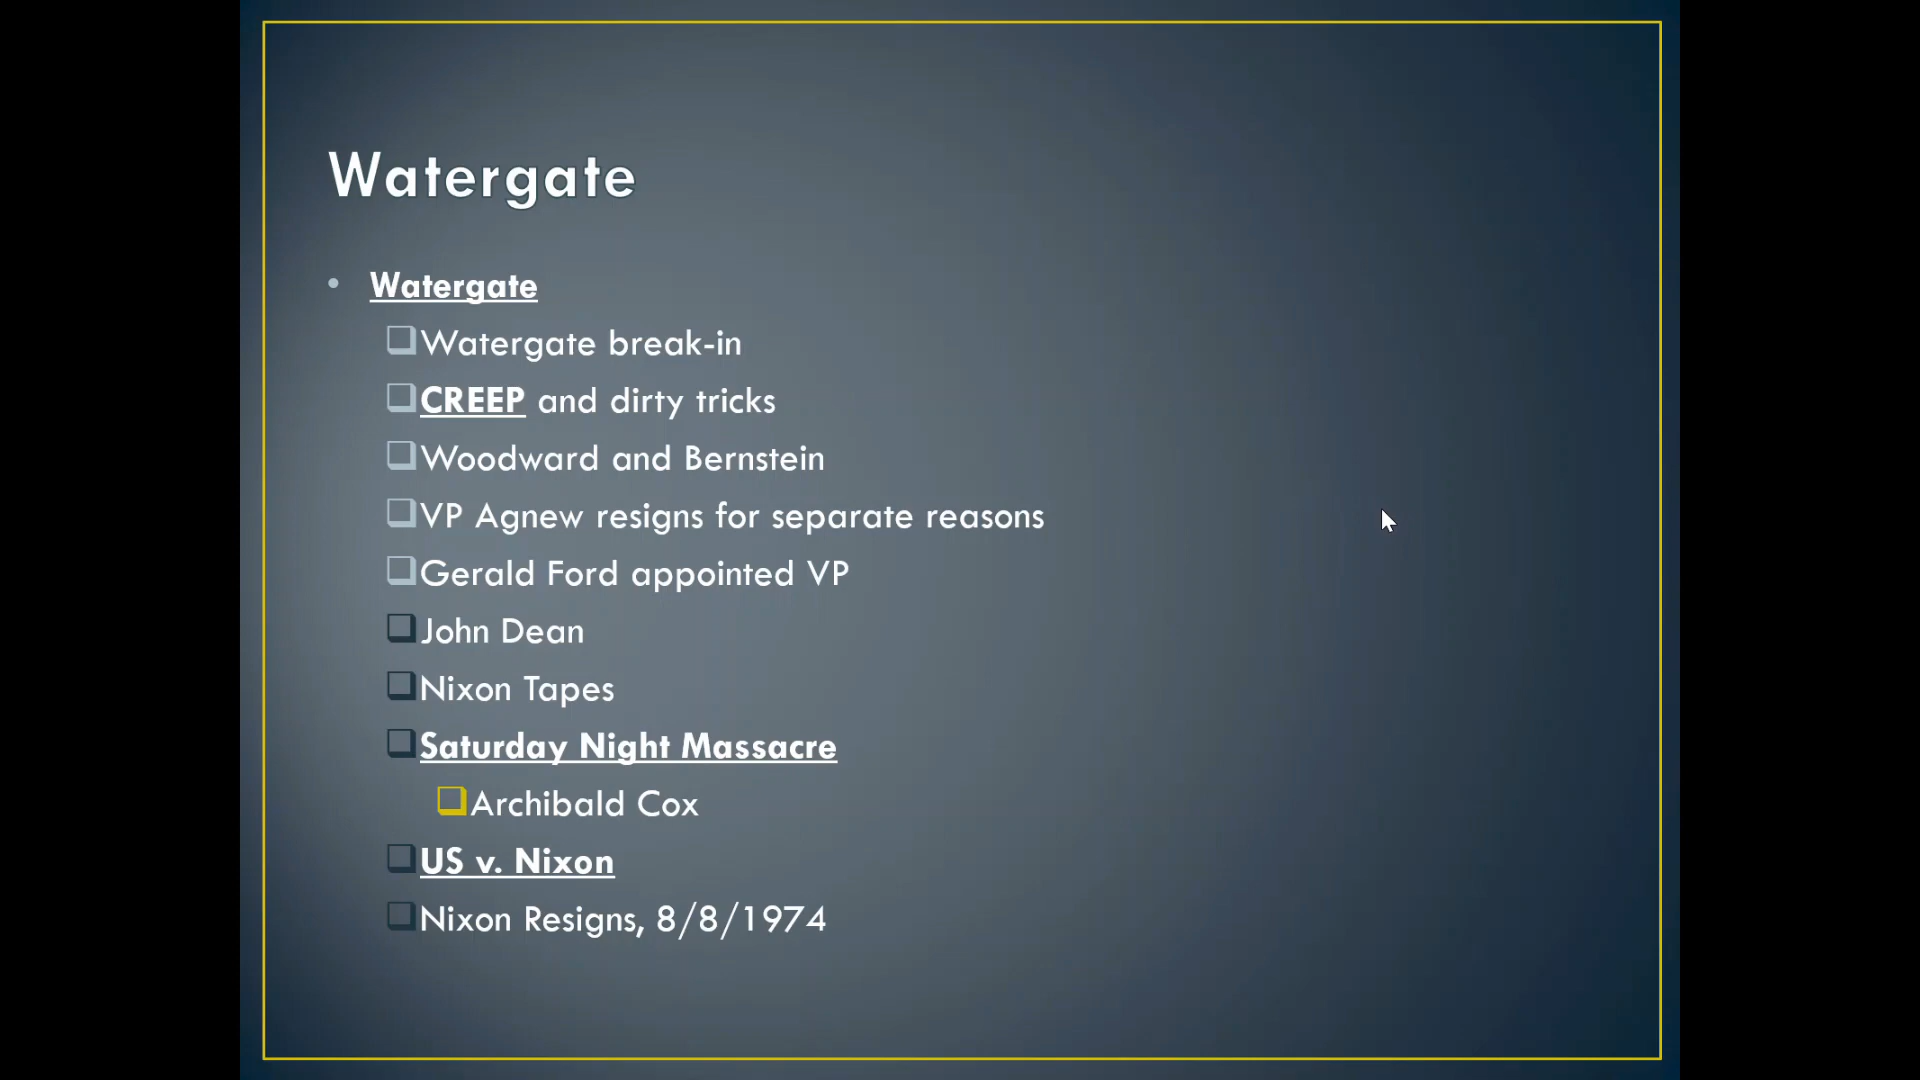 Watergate
Watergate
Watergate break-in
CREEP and dirty tricks
Woodward and Bernstein
VP Agnew resigns for separate reasons
Gerald Ford appointed VP
John Dean
Nixon Tapes
Saturday Night Massacre
Archibald Cox
US v. Nixon
Nixon Resigns, 8/8/1974